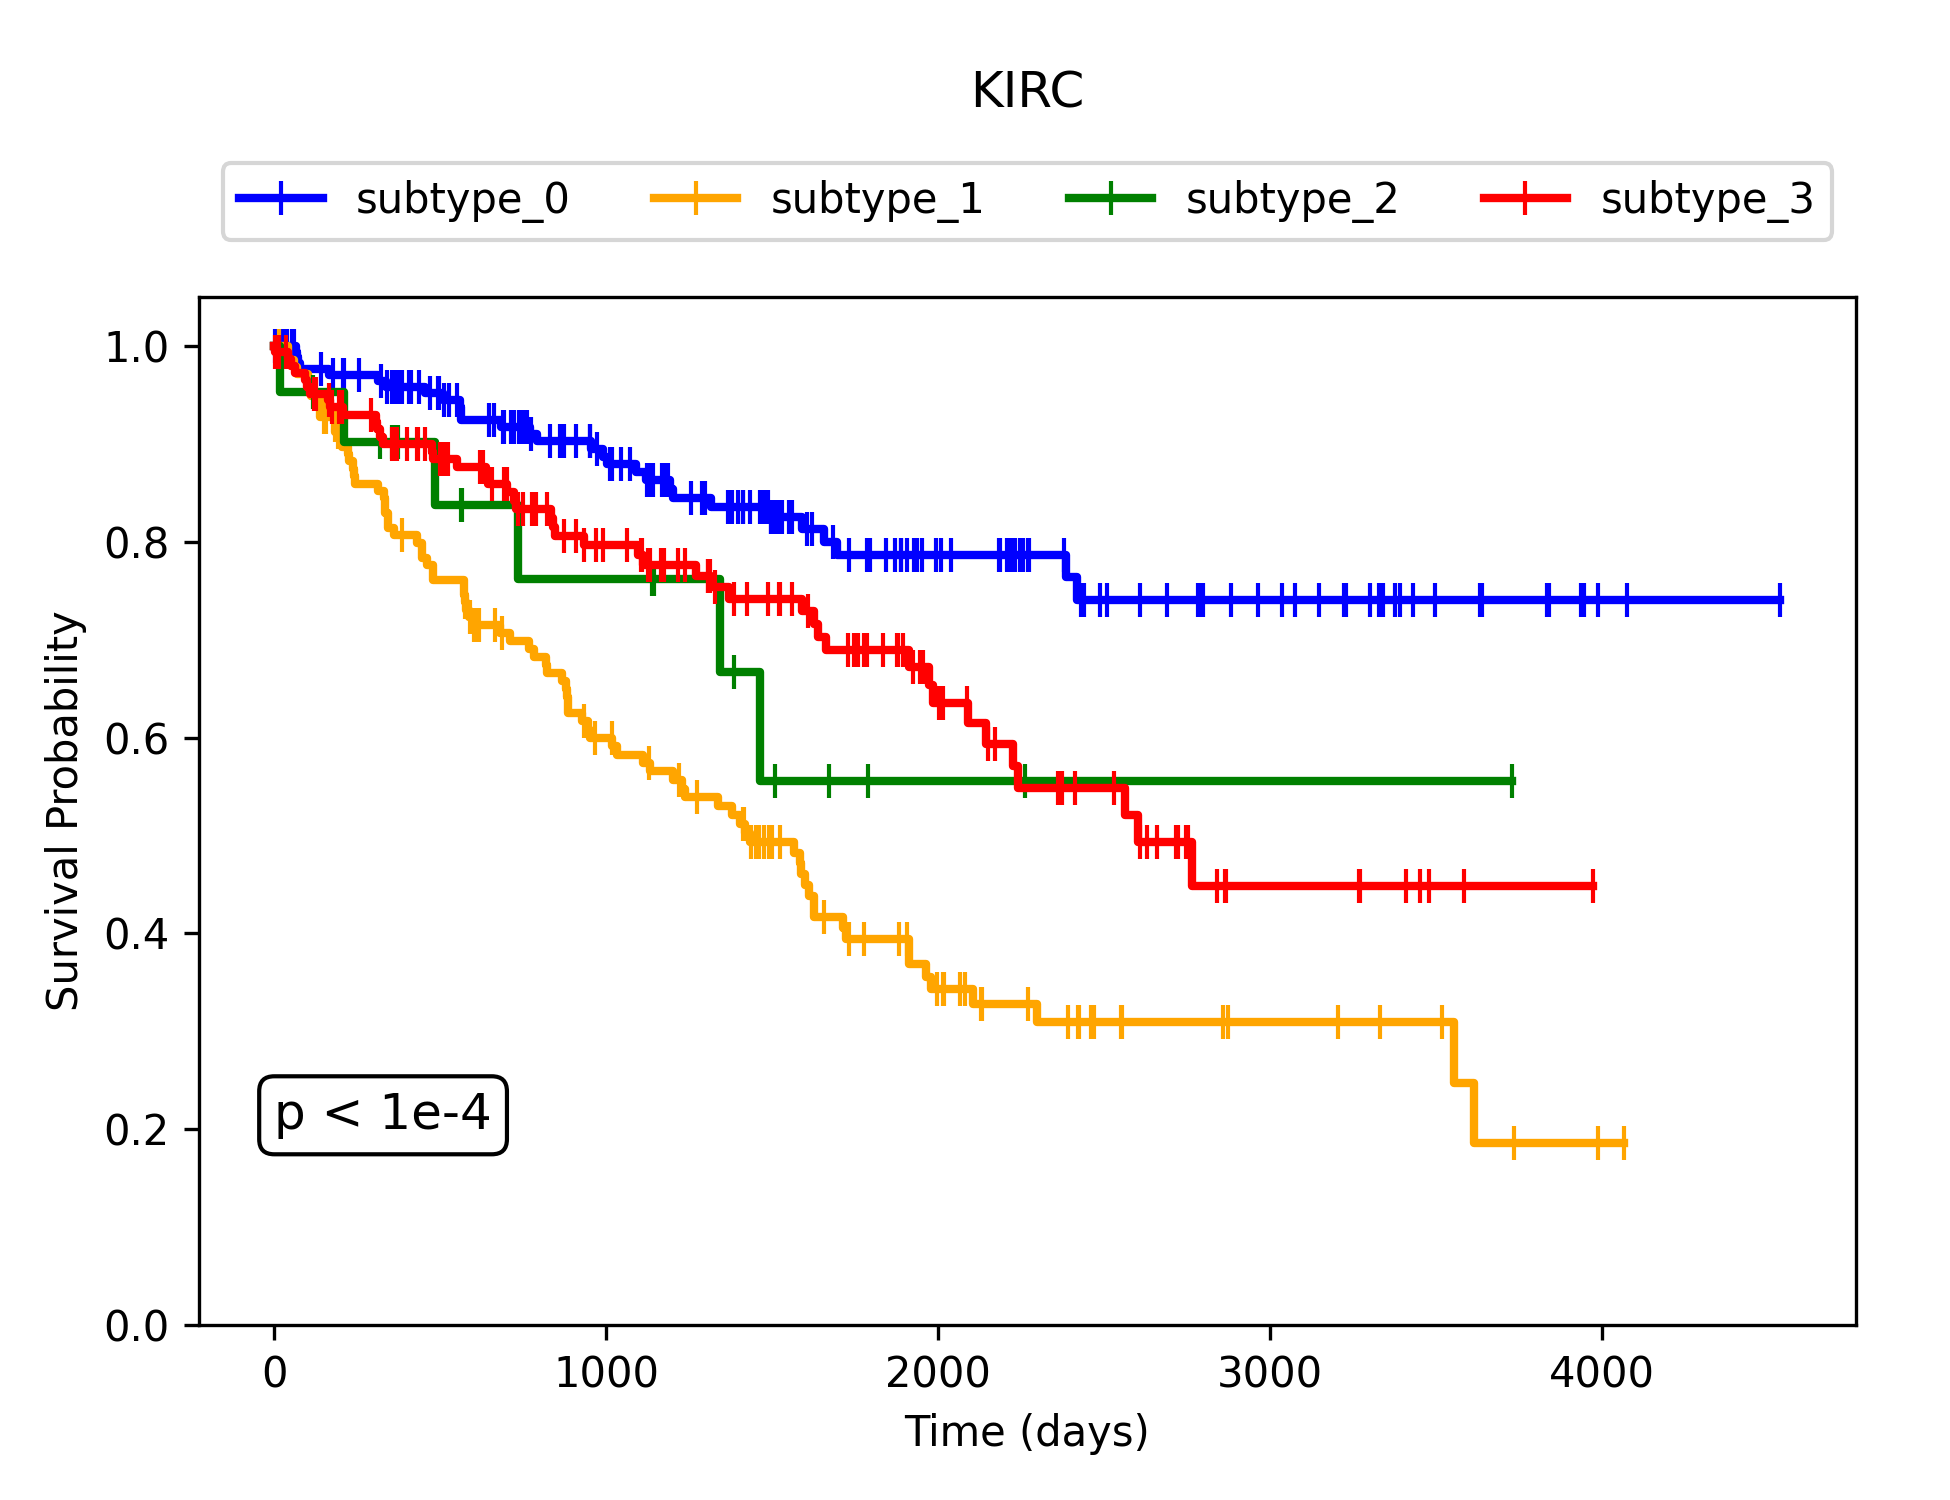 KIRC
subtype_0 subtype_1 subtype_2 subtype_3
1.0
0.8
0.6
0.4
0.2
0.0
Survival Probability
p < 1e-4
0 1000 2000 3000 4000
Time (days)